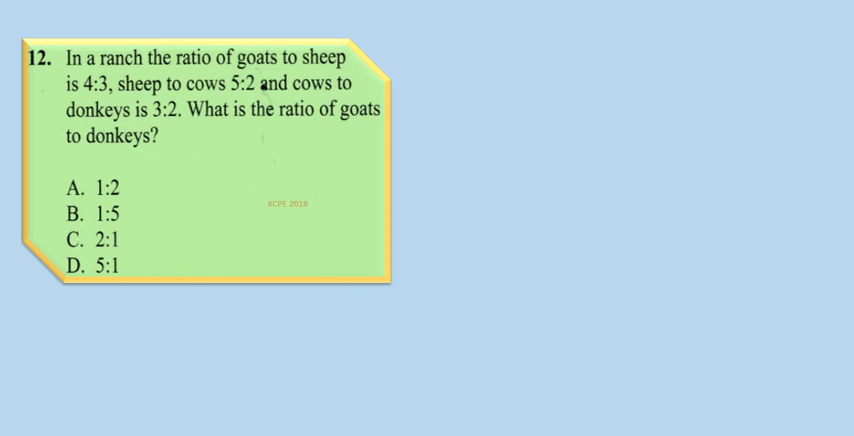 12. In a ranch the ratio of goats to sheep
is 4:3, sheep to cows 5:2 and cows to
donkeys is 3:2. What is the ratio of goats
to donkeys?
A. 1:2
KCPE 2018
B. 1:5
C. 2:1
D. 5:1